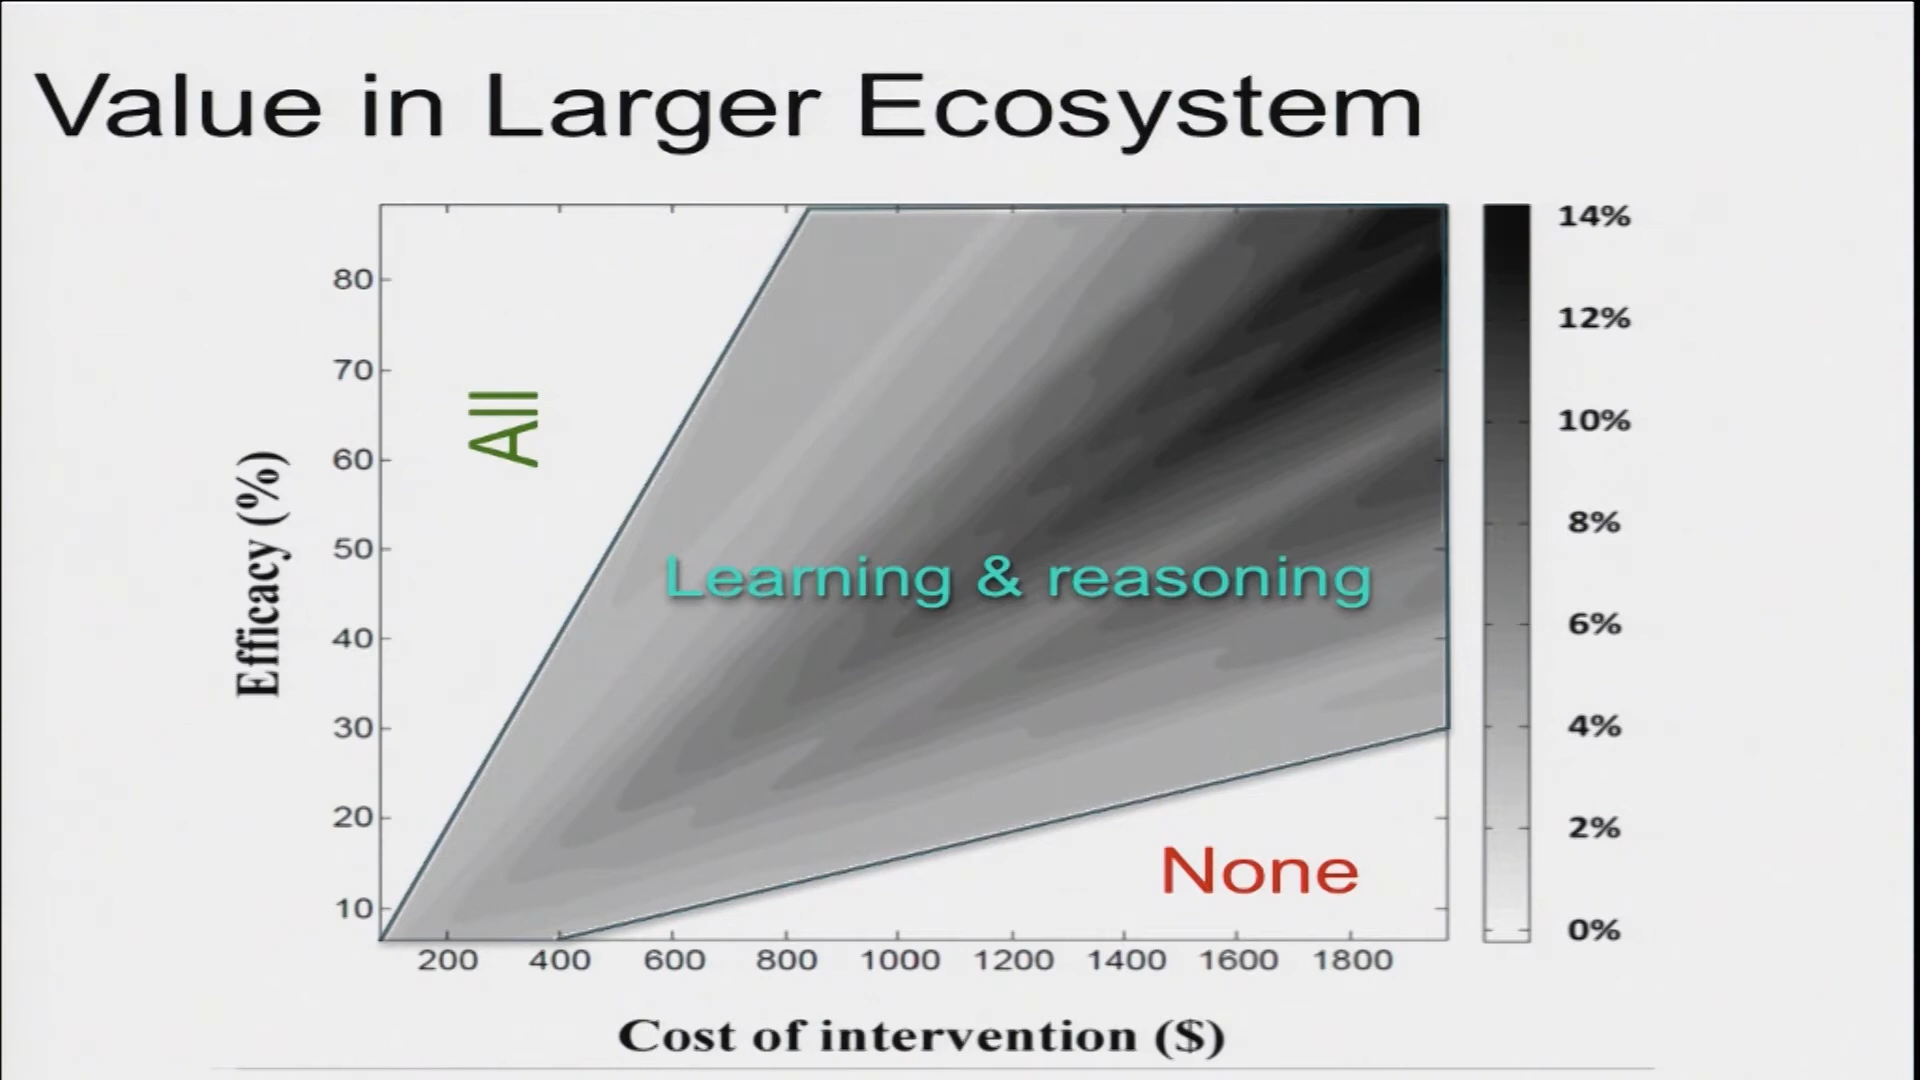 Value in Larger Ecosystem
Efficacy (%)
80
70
60
50
40
30
20
10
All
Learning & reasoning
None
14%
12%
10%
8%
6%
4%
2%
0%
200 400 600 800 1000 1200 1400 1600 1800
Cost of intervention ($)